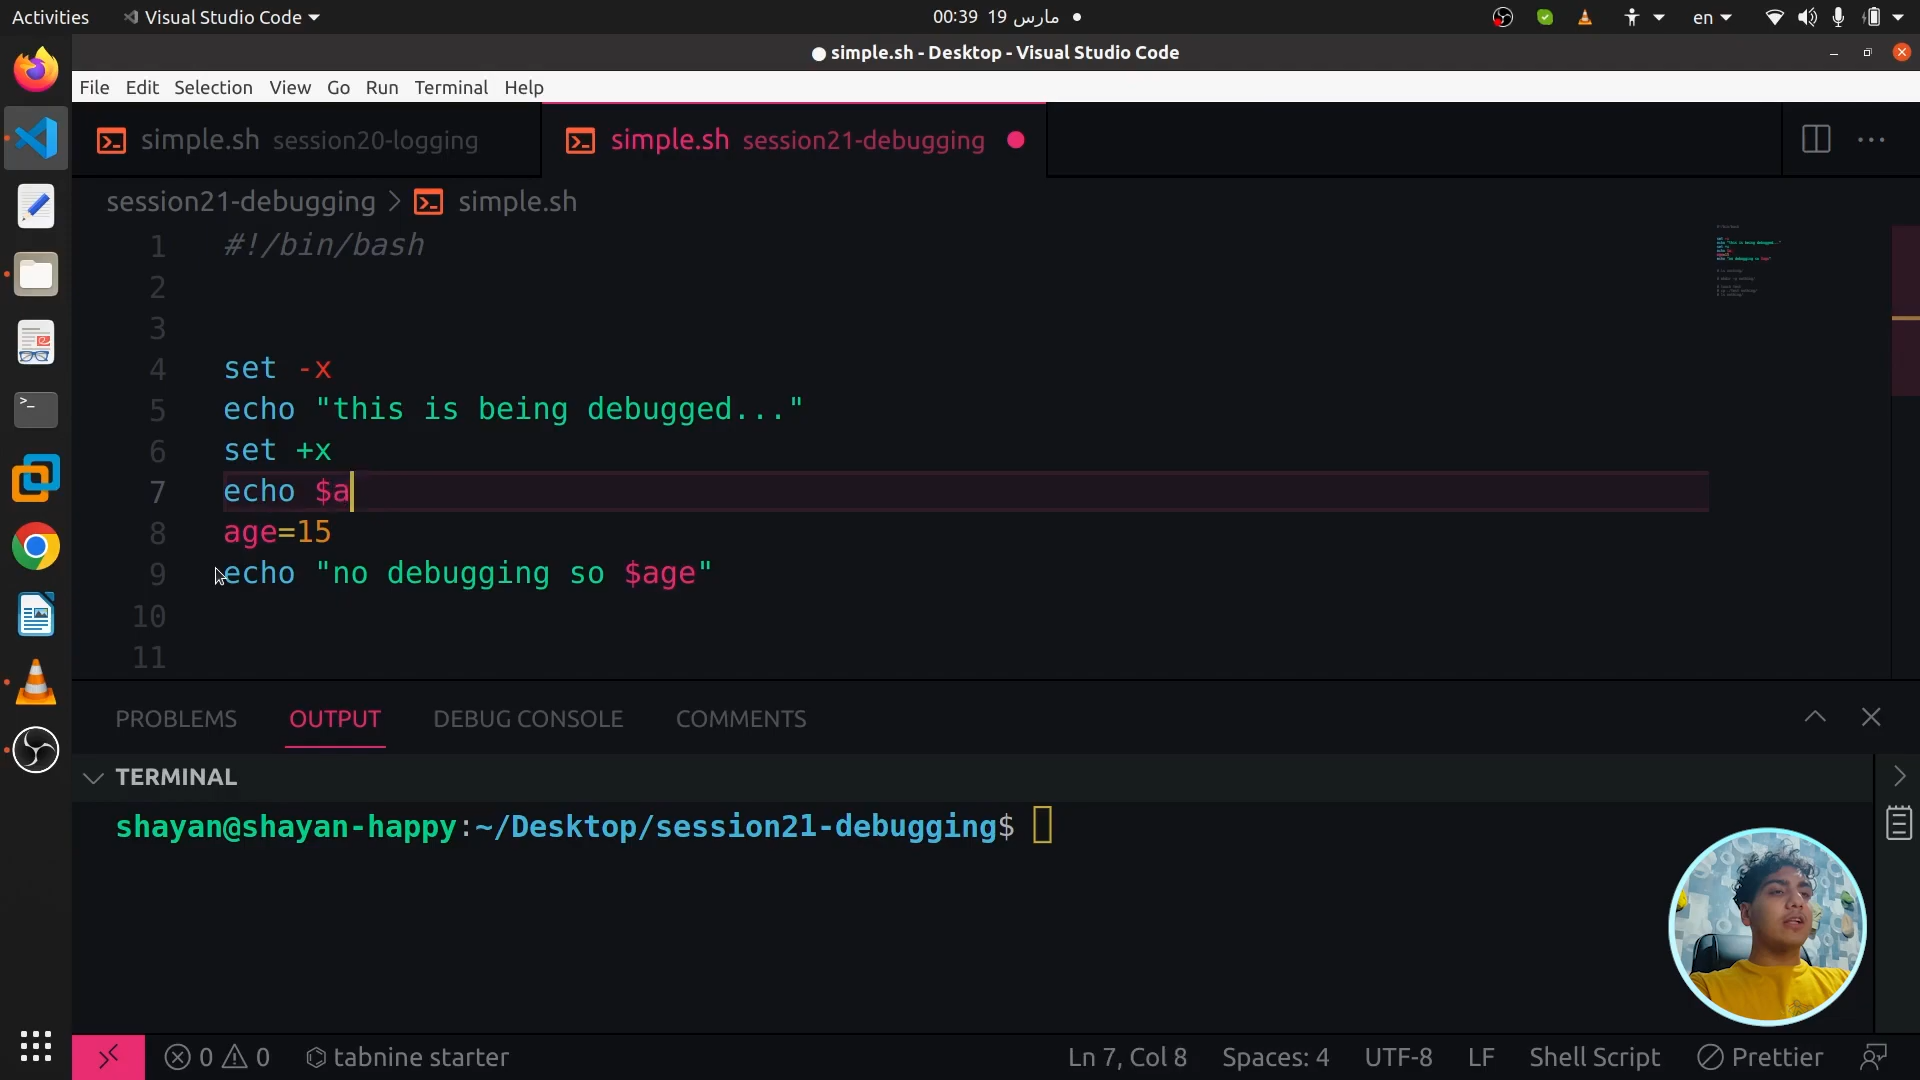 Activities
Visual Studio Code
00:39 19 مارس
en
simple.sh - Desktop - Visual Studio Code
File Edit Selection View Go Run Terminal Help
simple.sh session20-logging
simple.sh session21-debugging
session21-debugging > simple.sh
1 #!/bin/bash
2
3
4 set -x
5 echo "this is being debugged..."
6 set +x
7 echo $a
8 age=15
9 echo "no debugging so $age"
10
11
PROBLEMS OUTPUT DEBUG CONSOLE COMMENTS
TERMINAL
shayan@shayan-happy:~/Desktop/session21-debugging$
0 0 tabnine starter
Ln 7, Col 8 Spaces: 4 UTF-8 LF Shell Script Prettier